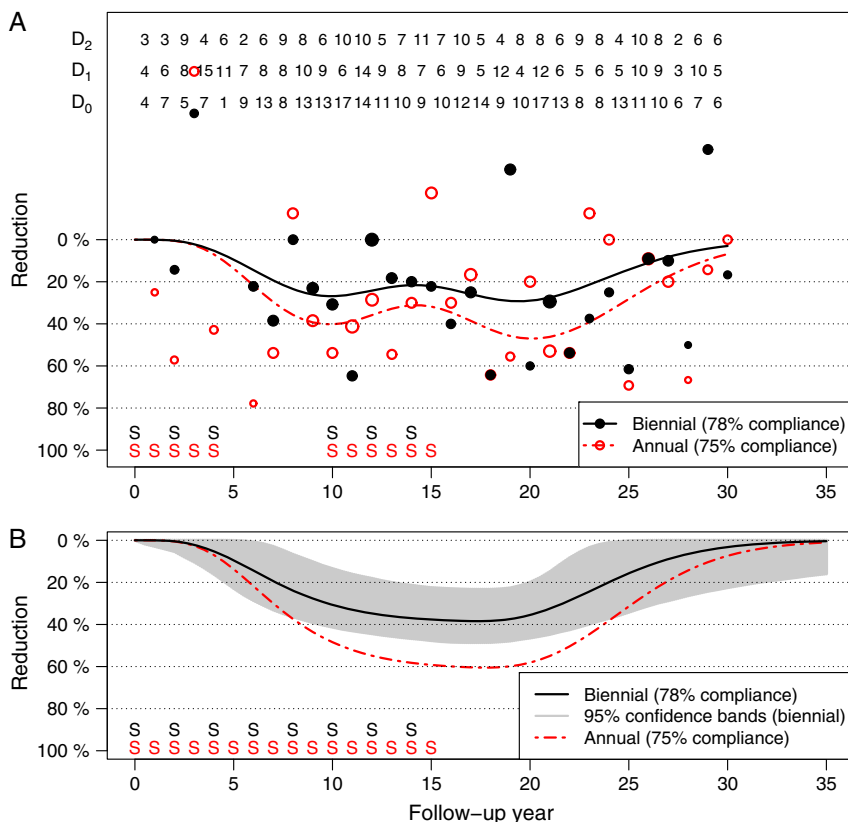 A
D2 3 3 9 4 6 2 6 9 8 6 10 10 5 7 11 7 10 5 4 8 8 6 9 8 4 10 8 2 6 6
D1 4 6 8 15 11 7 8 8 10 9 6 14 9 8 7 6 9 5 12 4 12 6 5 8 5 10 9 3 10 5
D0 4 7 5 7 1 9 13 8 13 13 17 14 11 10 9 10 12 14 9 10 17 13 8 8 13 11 10 6 7 6
Reduction
0 %
20 %
40 %
60 %
80 %
100 %
S S S S S S
S S S S S S S S S S S
Biennial (78% compliance)
Annual (75% compliance)
0 5 10 15 20 25 30 35
B
Reduction
0 %
20 %
40 %
60 %
80 %
100 %
S S S S S S S S
S S S S S S S S S S S S S S S S
Biennial (78% compliance)
95% confidence bands (biennial)
Annual (75% compliance)
0 5 10 15 20 25 30 35
Follow-up year